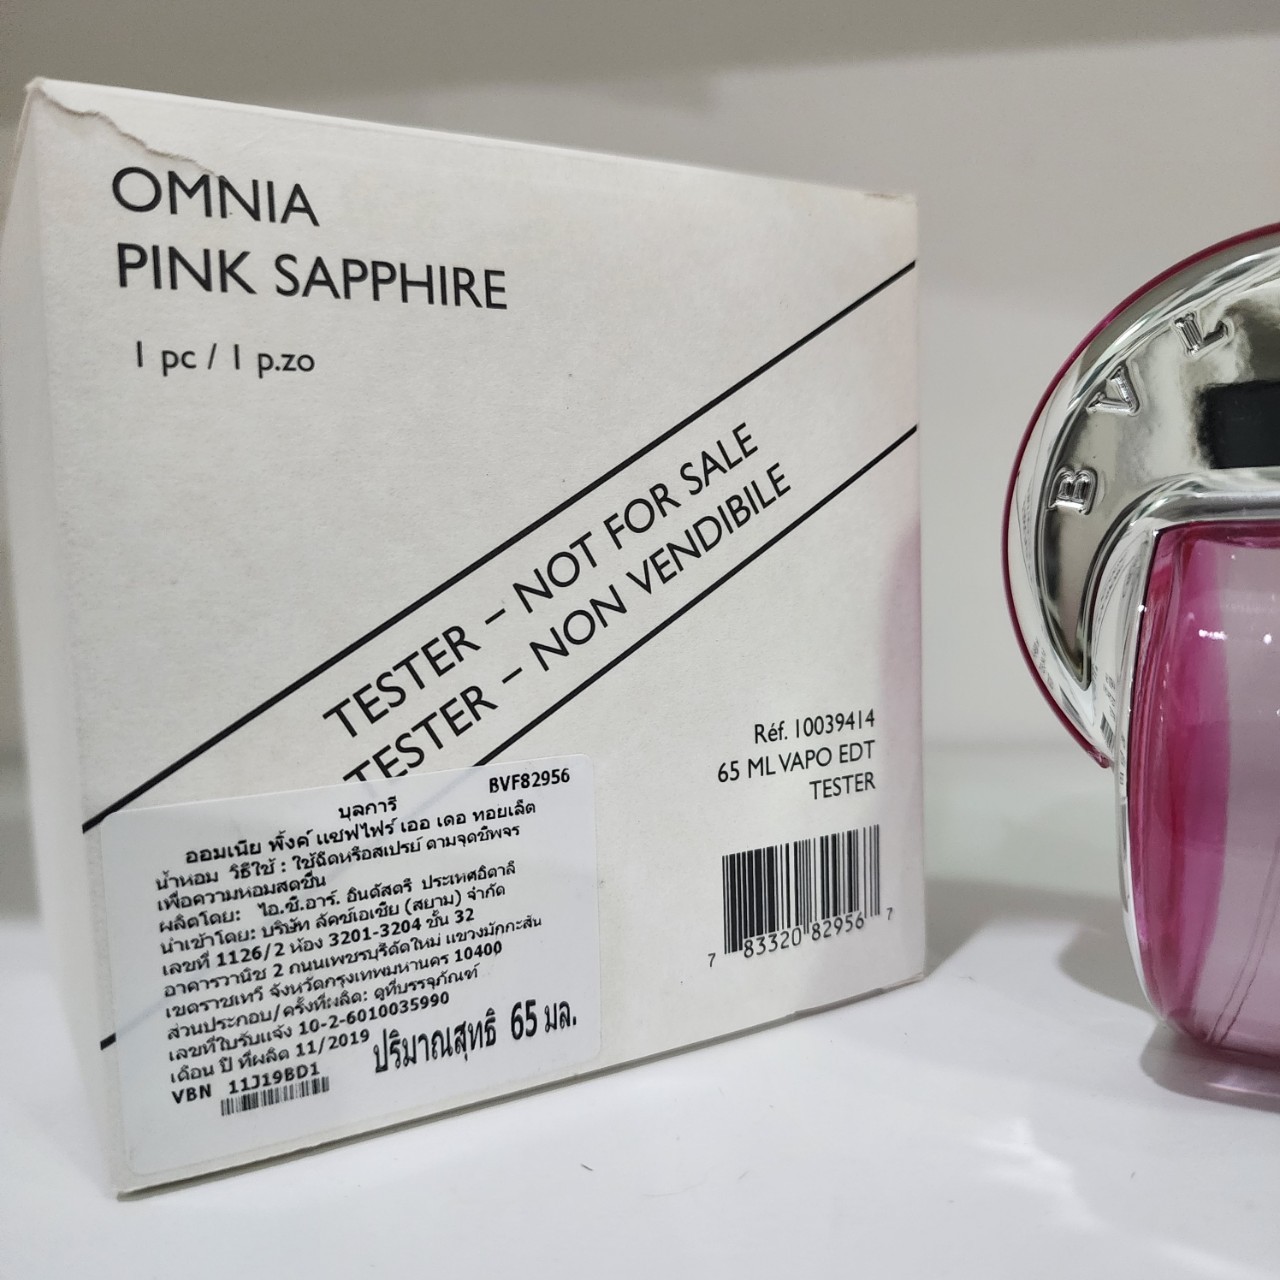 OMNIA
PINK SAPPHIRE
1 pc / 1 p.zo
TESTER – NOT FOR SALE
TESTER – NON VENDIBILE
Réf. 10039414
65 ML VAPO EDT
TESTER
7 83320 82956 7
BVF82956
บุลการี
ออมเนีย พิ้งค์ แซฟไฟร์ เออ เดอ ทอยเล็ต
น้ำหอม วิธีใช้ : ใช้ฉีดหรือสเปรย์ ตามจุดชีพจร
เพื่อความหอมสดชื่น
ผลิตโดย: ไอ.ซี.อาร์. อินดัสตรี ประเทศอิตาลี
นำเข้าโดย: บริษัท ลักซ์เอเซีย (สยาม) จำกัด
เลขที่ 1126/2 ห้อง 3201-3204 ชั้น 32
อาคารวานิช 2 ถนนเพชรบุรีตัดใหม่ แขวงมักกะสัน
เขตราชเทวี จังหวัดกรุงเทพมหานคร 10400
ส่วนประกอบ/ครั้งที่ผลิต: ดูที่บรรจุภัณฑ์
เลขที่ใบรับแจ้ง 10-2-6010035990
เดือน ปี ที่ผลิต 11/2019
ปริมาณสุทธิ 65 มล.
VBN 11J19BD1
BVL